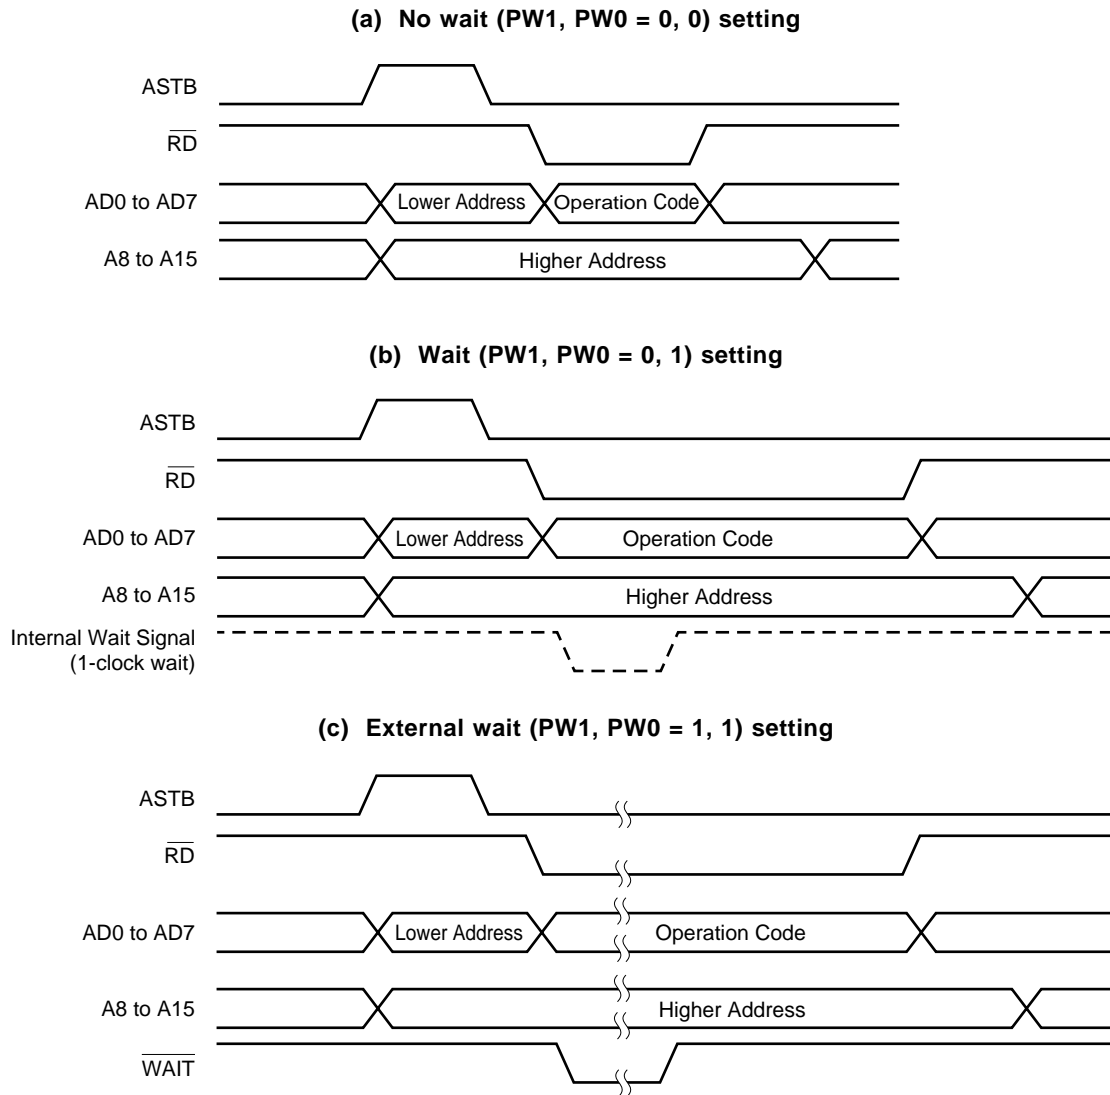 (a) No wait (PW1, PW0 = 0, 0) setting
ASTB
RD
AD0 to AD7
Lower Address
Operation Code
A8 to A15
Higher Address
(b) Wait (PW1, PW0 = 0, 1) setting
ASTB
RD
AD0 to AD7
Lower Address
Operation Code
A8 to A15
Higher Address
Internal Wait Signal
(1-clock wait)
(c) External wait (PW1, PW0 = 1, 1) setting
ASTB
RD
AD0 to AD7
Lower Address
Operation Code
A8 to A15
Higher Address
WAIT